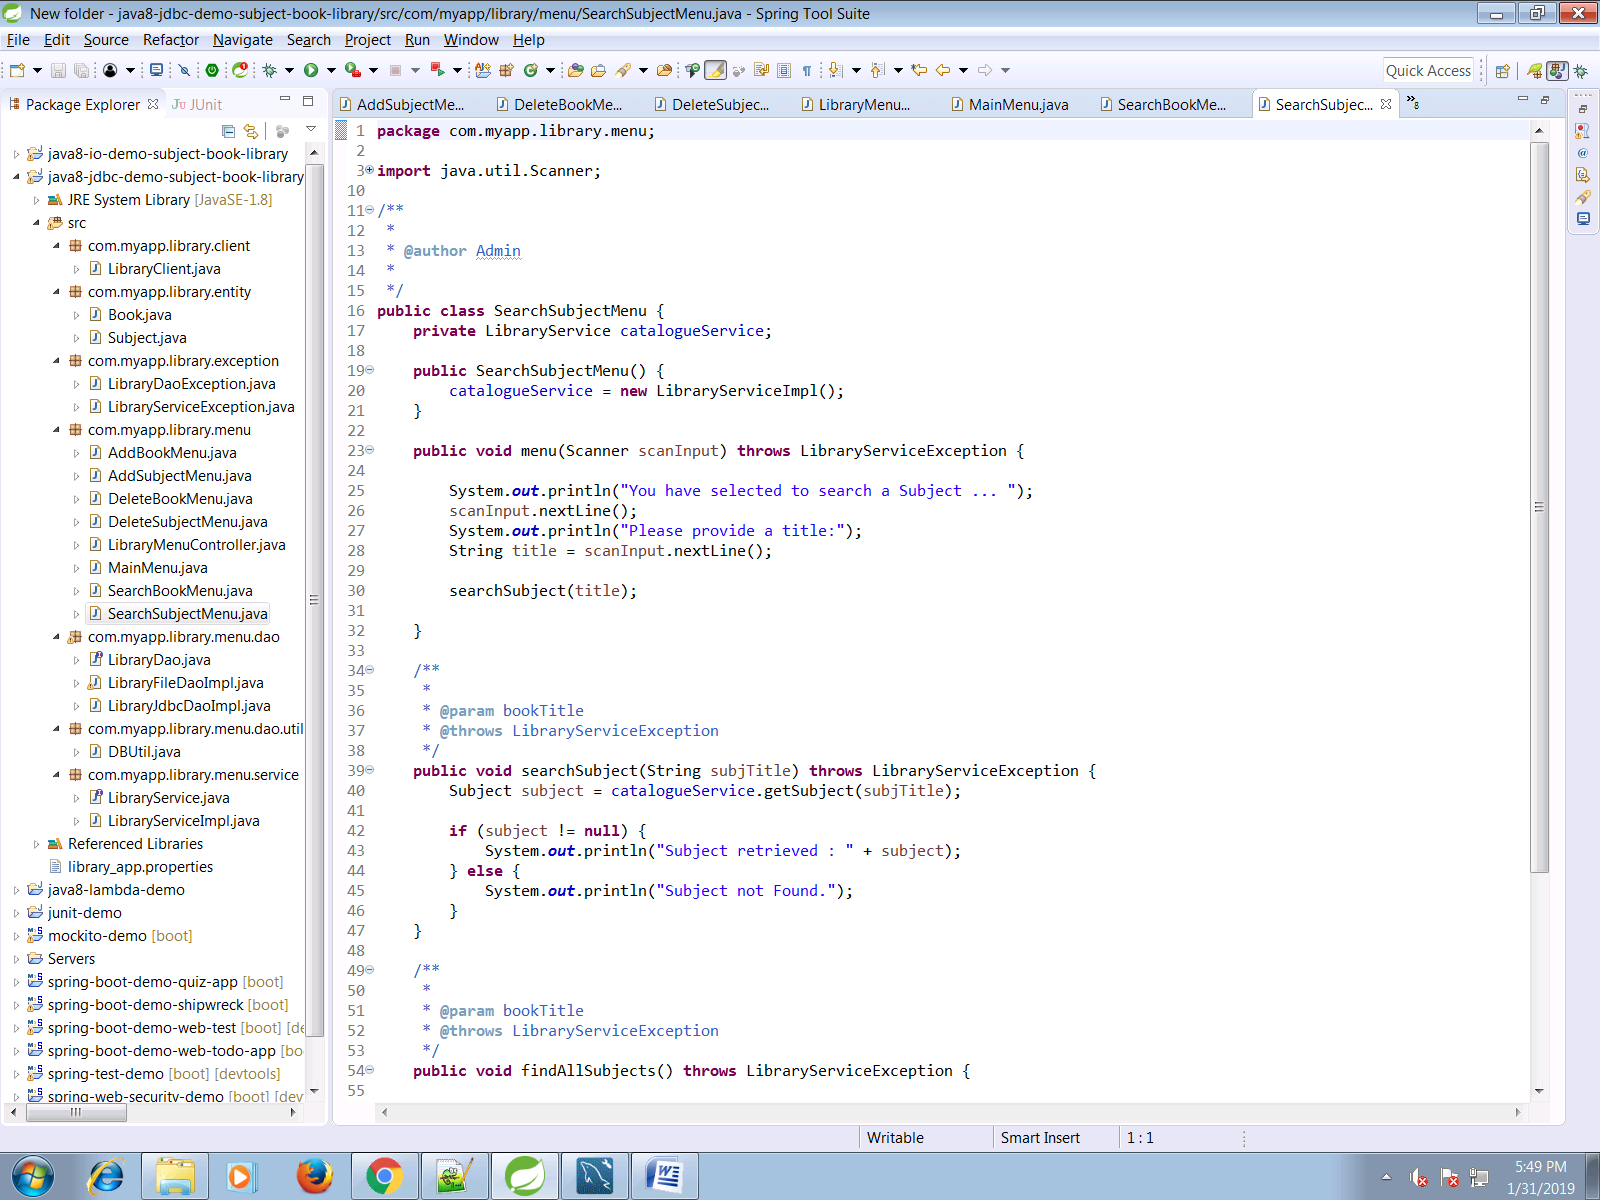 New folder - java8-jdbc-demo-subject-book-library/src/com/myapp/library/menu/SearchSubjectMenu.java - Spring Tool Suite
File Edit Source Refactor Navigate Search Project Run Window Help
Quick Access
Package Explorer
JUnit
java8-io-demo-subject-book-library
java8-jdbc-demo-subject-book-library
JRE System Library [JavaSE-1.8]
src
com.myapp.library.client
LibraryClient.java
com.myapp.library.entity
Book.java
Subject.java
com.myapp.library.exception
LibraryDaoException.java
LibraryServiceException.java
com.myapp.library.menu
AddBookMenu.java
AddSubjectMenu.java
DeleteBookMenu.java
DeleteSubjectMenu.java
LibraryMenuController.java
MainMenu.java
SearchBookMenu.java
SearchSubjectMenu.java
com.myapp.library.menu.dao
LibraryDao.java
LibraryFileDaoImpl.java
LibraryJdbcDaoImpl.java
com.myapp.library.menu.dao.util
DBUtil.java
com.myapp.library.menu.service
LibraryService.java
LibraryServiceImpl.java
Referenced Libraries
library_app.properties
java8-lambda-demo
junit-demo
mockito-demo [boot]
Servers
spring-boot-demo-quiz-app [boot]
spring-boot-demo-shipwreck [boot]
spring-boot-demo-web-test [boot] [de
spring-boot-demo-web-todo-app [bo
spring-test-demo [boot] [devtools]
spring-web-security-demo [boot] [dev
AddSubjectMe... DeleteBookMe... DeleteSubjec... LibraryMenu... MainMenu.java SearchBookMe... SearchSubjec... »8
1 package com.myapp.library.menu;
2
3 import java.util.Scanner;
10
11 /**
12 *
13 * @author Admin
14 *
15 */
16 public class SearchSubjectMenu {
17 private LibraryService catalogueService;
18
19 public SearchSubjectMenu() {
20 catalogueService = new LibraryServiceImpl();
21 }
22
23 public void menu(Scanner scanInput) throws LibraryServiceException {
24
25 System.out.println("You have selected to search a Subject ... ");
26 scanInput.nextLine();
27 System.out.println("Please provide a title:");
28 String title = scanInput.nextLine();
29
30 searchSubject(title);
31
32 }
33
34 /**
35 *
36 * @param bookTitle
37 * @throws LibraryServiceException
38 */
39 public void searchSubject(String subjTitle) throws LibraryServiceException {
40 Subject subject = catalogueService.getSubject(subjTitle);
41
42 if (subject != null) {
43 System.out.println("Subject retrieved : " + subject);
44 } else {
45 System.out.println("Subject not Found.");
46 }
47 }
48
49 /**
50 *
51 * @param bookTitle
52 * @throws LibraryServiceException
53 */
54 public void findAllSubjects() throws LibraryServiceException {
55
Writable Smart Insert 1 : 1
5:49 PM
1/31/2019